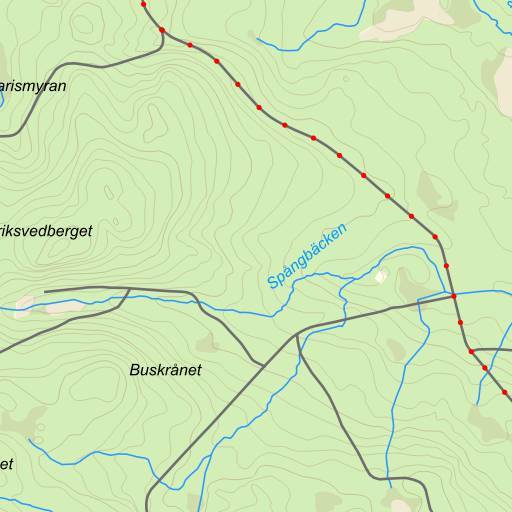 arismyran
riksvedberget
Spångbäcken
Buskrånet
et